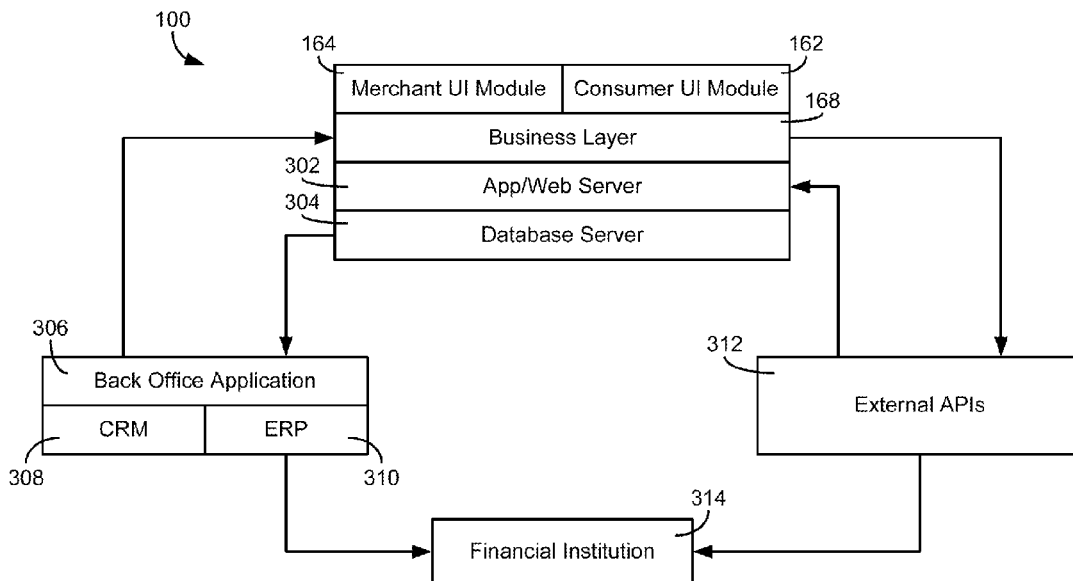 100
164
162
Merchant UI Module
Consumer UI Module
168
Business Layer
302
App/Web Server
304
Database Server
306
Back Office Application
312
External APIs
CRM
ERP
308
310
314
Financial Institution